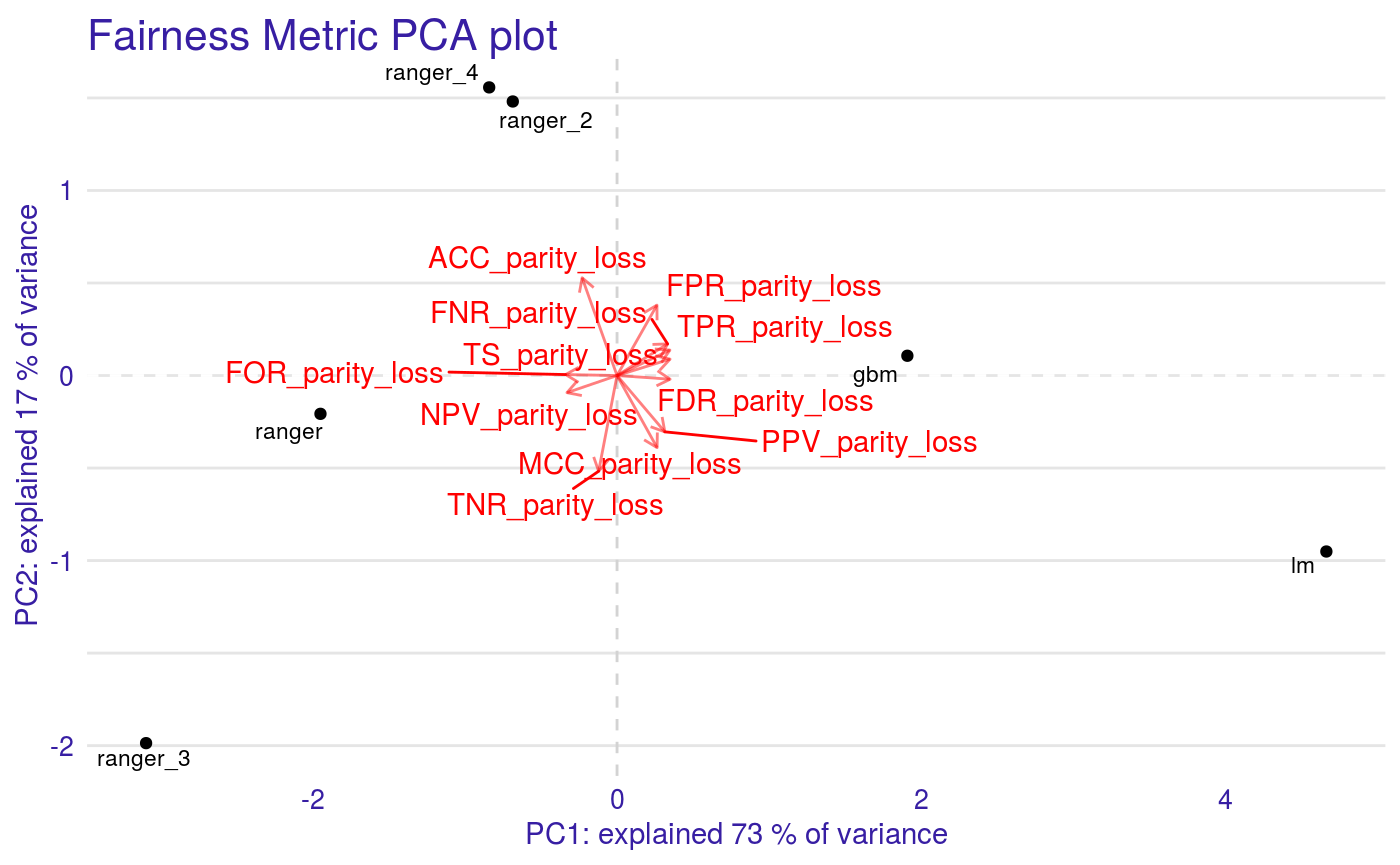 Fairness Metric PCA plot
ranger_4
ranger_2
1
ACC_parity_loss
FPR_parity_loss
FNR_parity_loss
TPR_parity_loss
TS_parity_loss
FOR_parity_loss
0
gbm
FDR_parity_loss
NPV_parity_loss
ranger
PPV_parity_loss
MCC_parity_loss
TNR_parity_loss
-1
lm
-2
ranger_3
PC2: explained 17 % of variance
-2
0
2
4
PC1: explained 73 % of variance